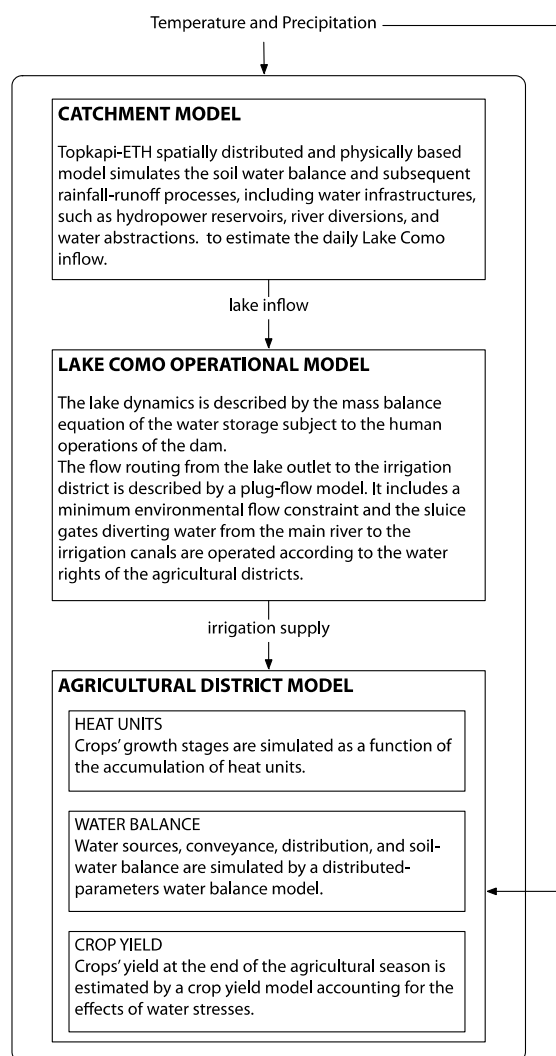 Temperature and Precipitation
CATCHMENT MODEL
Topkapi-ETH spatially distributed and physically based
model simulates the soil water balance and subsequent
rainfall-runoff processes, including water infrastructures,
such as hydropower reservoirs, river diversions, and
water abstractions.  to estimate the daily Lake Como
inflow.
lake inflow
LAKE COMO OPERATIONAL MODEL
The lake dynamics is described by the mass balance
equation of the water storage subject to the human
operations of the dam.
The flow routing from the lake outlet to the irrigation
district is described by a plug-flow model. It includes a
minimum environmental flow constraint and the sluice
gates diverting water from the main river to the
irrigation canals are operated according to the water
rights of the agricultural districts.
irrigation supply
AGRICULTURAL DISTRICT MODEL
HEAT UNITS
Crops' growth stages are simulated as a function of
the accumulation of heat units.
WATER BALANCE
Water sources, conveyance, distribution, and soil-
water balance are simulated by a distributed-
parameters water balance model.
CROP YIELD
Crops' yield at the end of the agricultural season is
estimated by a crop yield model accounting for the
effects of water stresses.